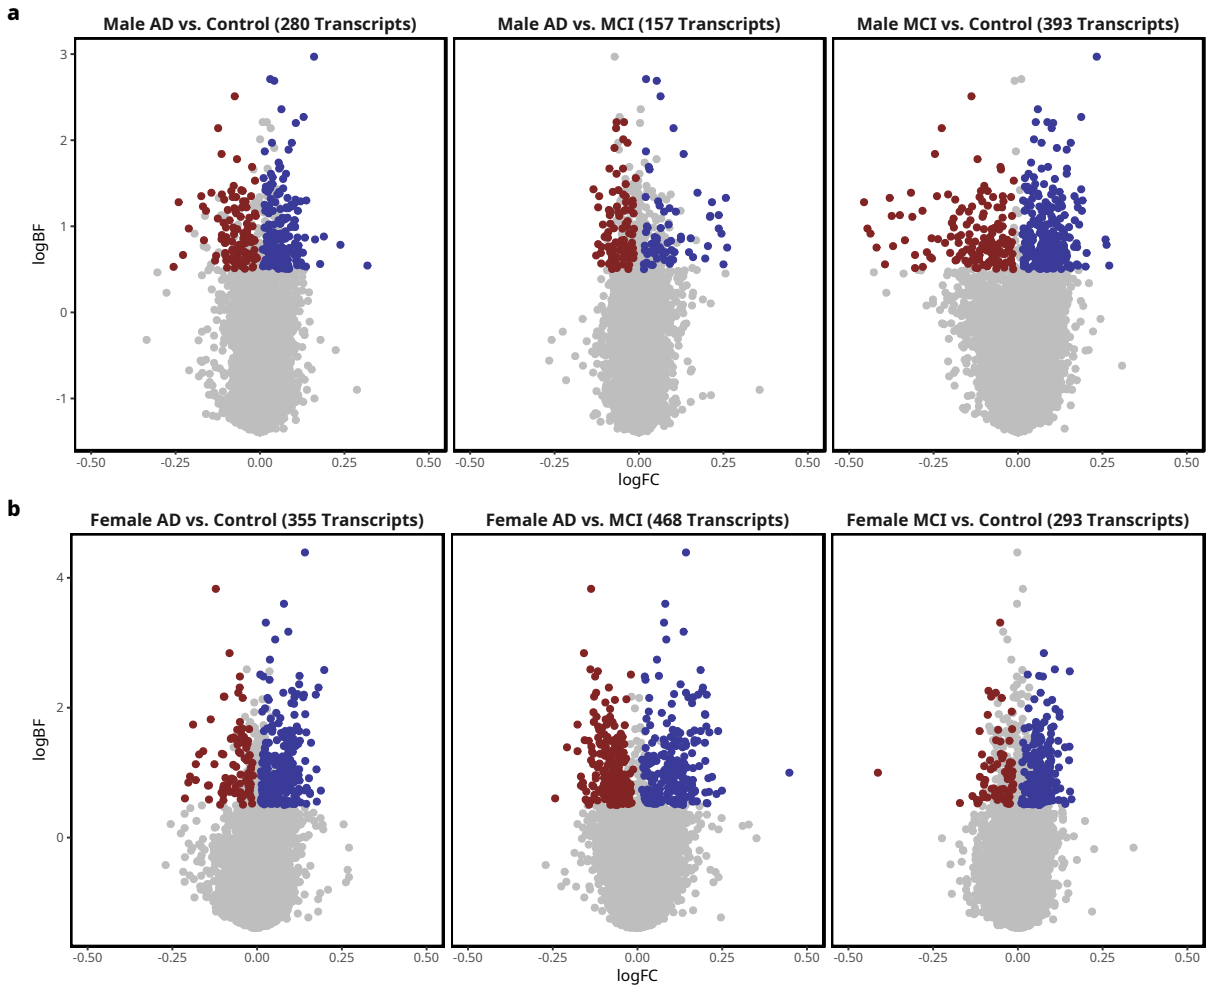 a
Male AD vs. Control (280 Transcripts) Male AD vs. MCI (157 Transcripts) Male MCI vs. Control (393 Transcripts)
3
2
1
0
-1
logBF
-0.50 -0.25 0.00 0.25 0.50 -0.50 -0.25 0.00 0.25 0.50 -0.50 -0.25 0.00 0.25 0.50
logFC
b
Female AD vs. Control (355 Transcripts) Female AD vs. MCI (468 Transcripts) Female MCI vs. Control (293 Transcripts)
4
2
0
logBF
-0.50 -0.25 0.00 0.25 0.50 -0.50 -0.25 0.00 0.25 0.50 -0.50 -0.25 0.00 0.25 0.50
logFC